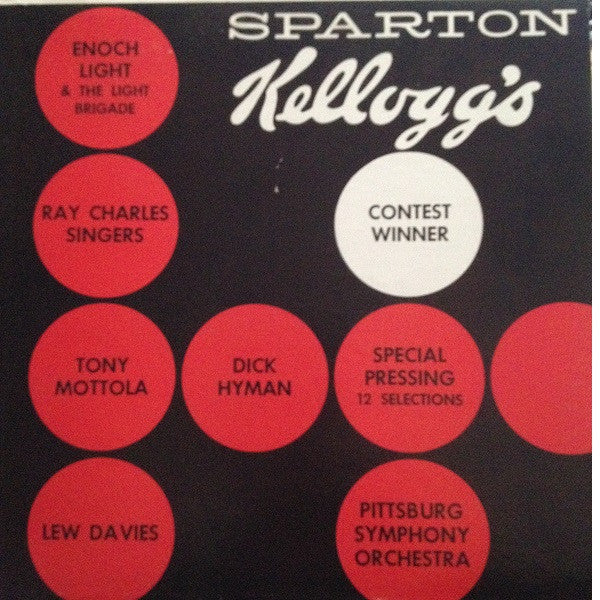 SPARTON
Kellogg's
ENOCH
LIGHT
& THE LIGHT
BRIGADE
RAY CHARLES
SINGERS
CONTEST
WINNER
TONY
MOTTOLA
DICK
HYMAN
SPECIAL
PRESSING
12 SELECTIONS
LEW DAVIES
PITTSBURG
SYMPHONY
ORCHESTRA